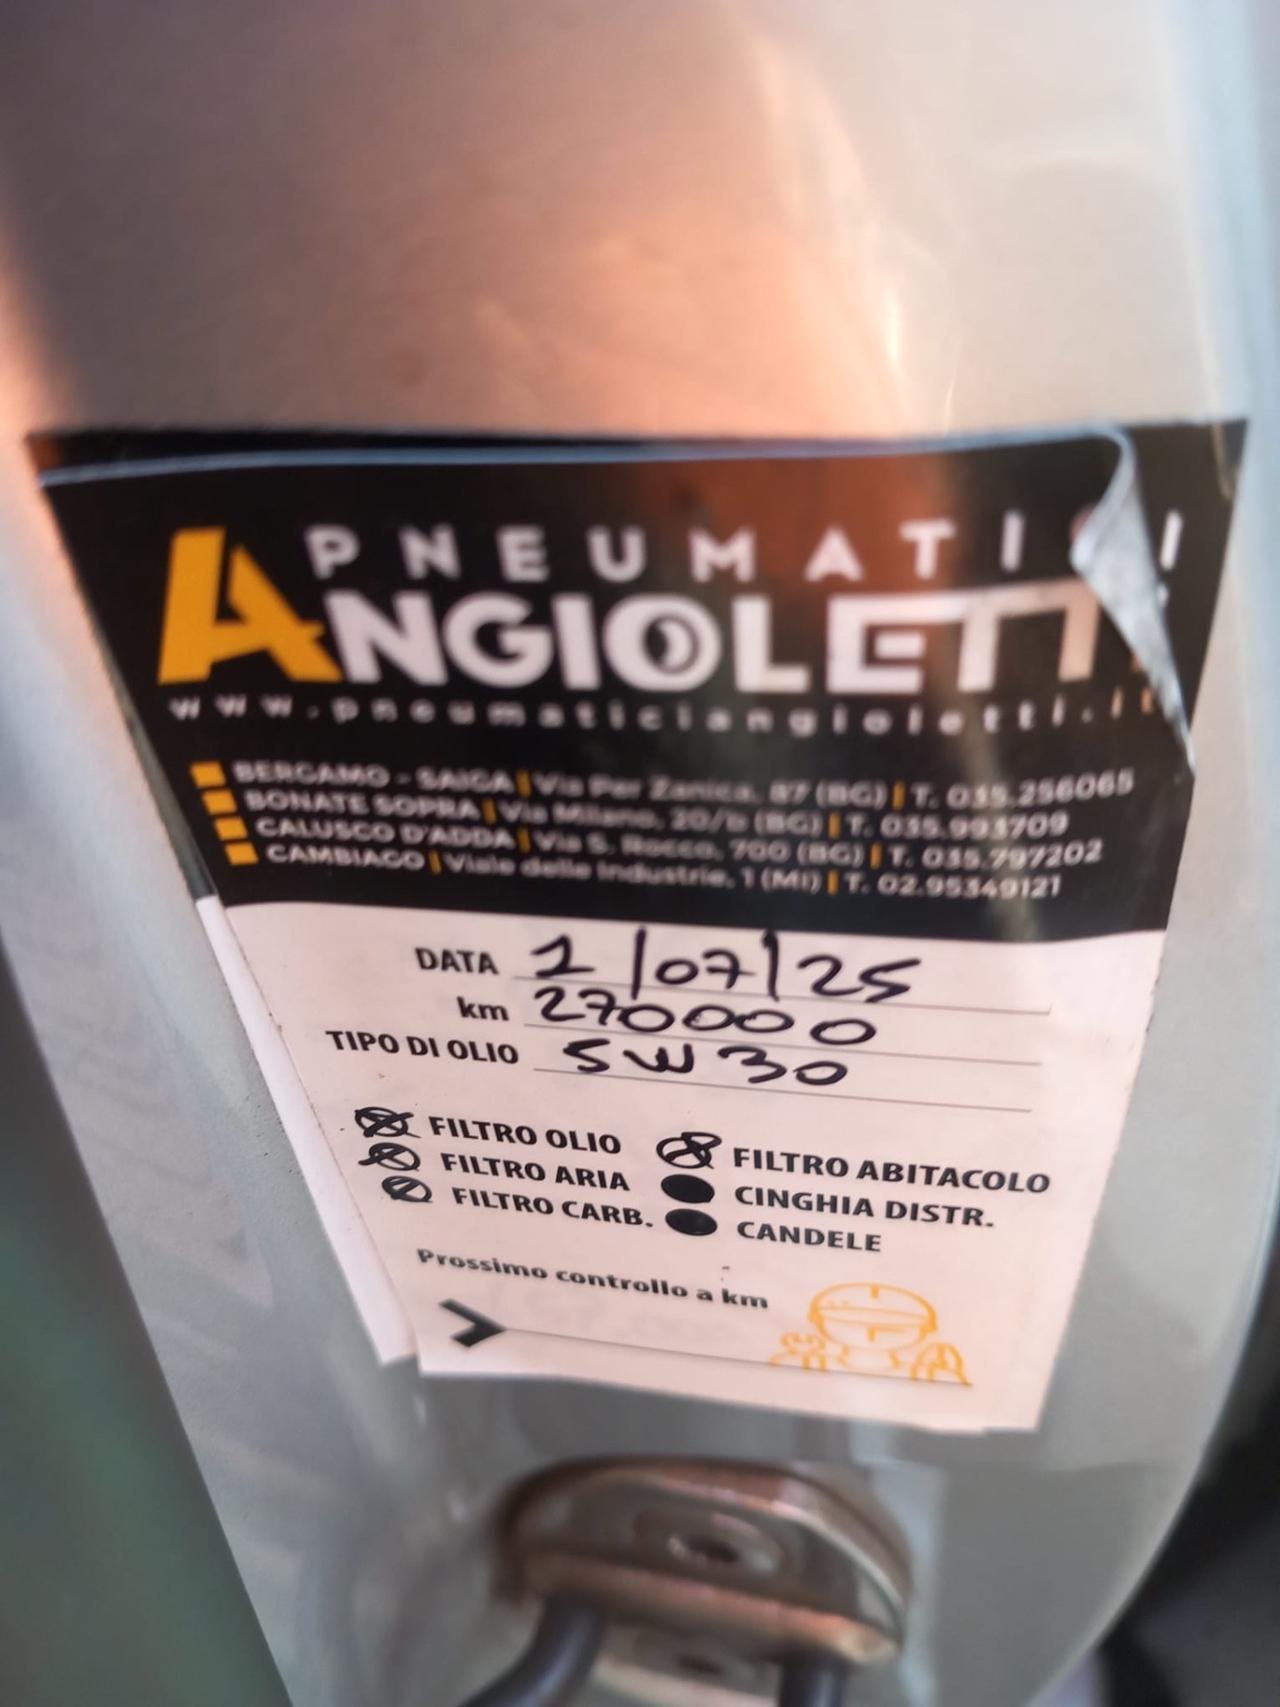 PNEUMATICI
ANGIOLETTI
www.pneumaticiangioletti.it
BERGAMO - SAIGA | Via Per Zanica, 87 (BG) | T. 035.256065
BONATE SOPRA | Via Milano, 20/b (BG) | T. 035.993709
CALUSCO D'ADDA | Via S. Rocco, 700 (BG) | T. 035.797202
CAMBIAGO | Viale delle Industrie, 1 (MI) | T. 02.95349121
DATA 1/07/25
km 270000
TIPO DI OLIO 5W30
FILTRO OLIO
FILTRO ARIA
FILTRO CARB.
FILTRO ABITACOLO
CINGHIA DISTR.
CANDELE
Prossimo controllo a km